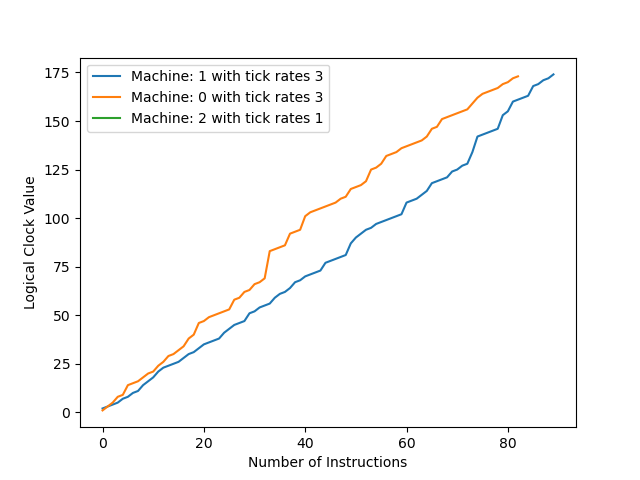 Machine: 1 with tick rates 3
Machine: 0 with tick rates 3
Machine: 2 with tick rates 1
175
150
125
100
75
50
25
0
Logical Clock Value
0 20 40 60 80
Number of Instructions